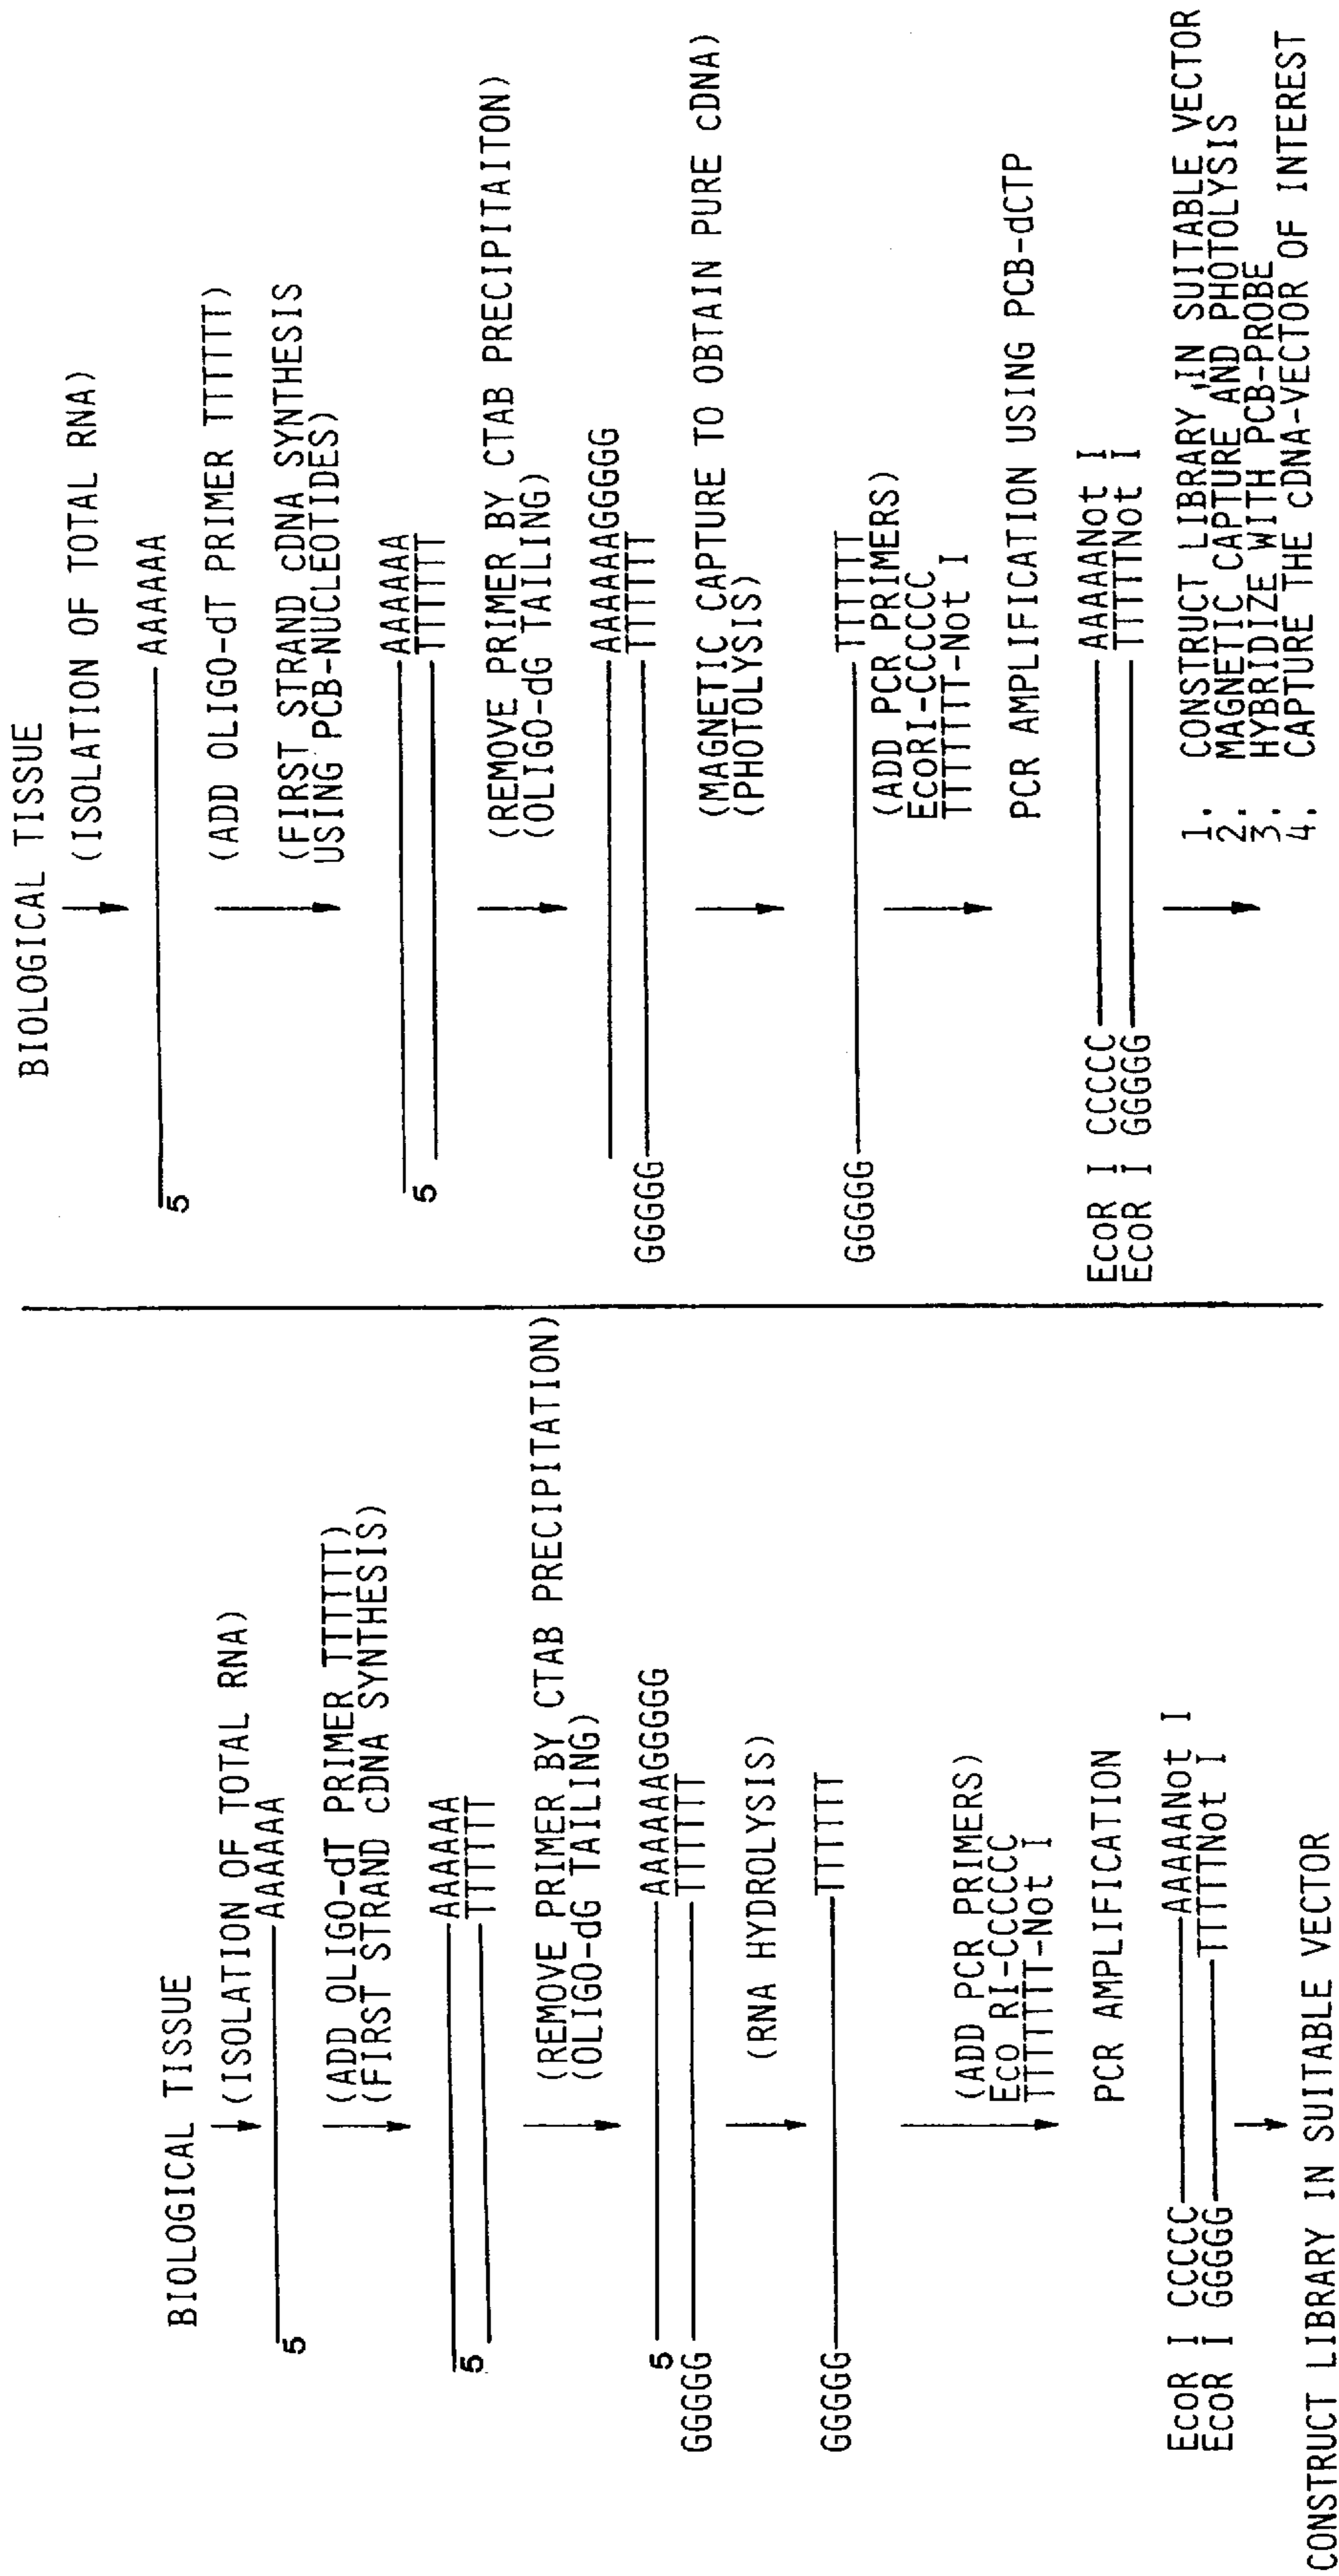 BIOLOGICAL TISSUE
(ISOLATION OF TOTAL RNA)
AAAAAA
5
(ADD OLIGO-dT PRIMER TTTTTT)
(FIRST STRAND CDNA SYNTHESIS)
AAAAAA
5 TTTTTT
(REMOVE PRIMER BY CTAB PRECIPITATION)
(OLIGO-dG TAILING)
5 AAAAAAGGGGG
GGGGG TTTTTT
(RNA HYDROLYSIS)
GGGGG TTTTTT
(ADD PCR PRIMERS)
Eco RI-CCCCCC
TTTTTTT-Not I
PCR AMPLIFICATION
EcoR I CCCCC AAAAANot I
EcoR I GGGGG TTTTTNot I
CONSTRUCT LIBRARY IN SUITABLE VECTOR
BIOLOGICAL TISSUE
(ISOLATION OF TOTAL RNA)
AAAAAA
5
(ADD OLIGO-dT PRIMER TTTTTT)
(FIRST STRAND CDNA SYNTHESIS
USING PCB-NUCLEOTIDES)
AAAAAA
5 TTTTTT
(REMOVE PRIMER BY CTAB PRECIPITAITON)
(OLIGO-dG TAILING)
AAAAAAGGGGG
GGGGG TTTTTT
(MAGNETIC CAPTURE TO OBTAIN PURE cDNA)
(PHOTOLYSIS)
GGGGG TTTTTT
(ADD PCR PRIMERS)
EcoRI-CCCCCC
TTTTTTT-Not I
PCR AMPLIFICATION USING PCB-dCTP
EcoR I CCCCC AAAAANot I
EcoR I GGGGG TTTTTNot I
1. CONSTRUCT LIBRARY IN SUITABLE VECTOR
2. MAGNETIC CAPTURE AND PHOTOLYSIS
3. HYBRIDIZE WITH PCB-PROBE
4. CAPTURE THE cDNA-VECTOR OF INTEREST